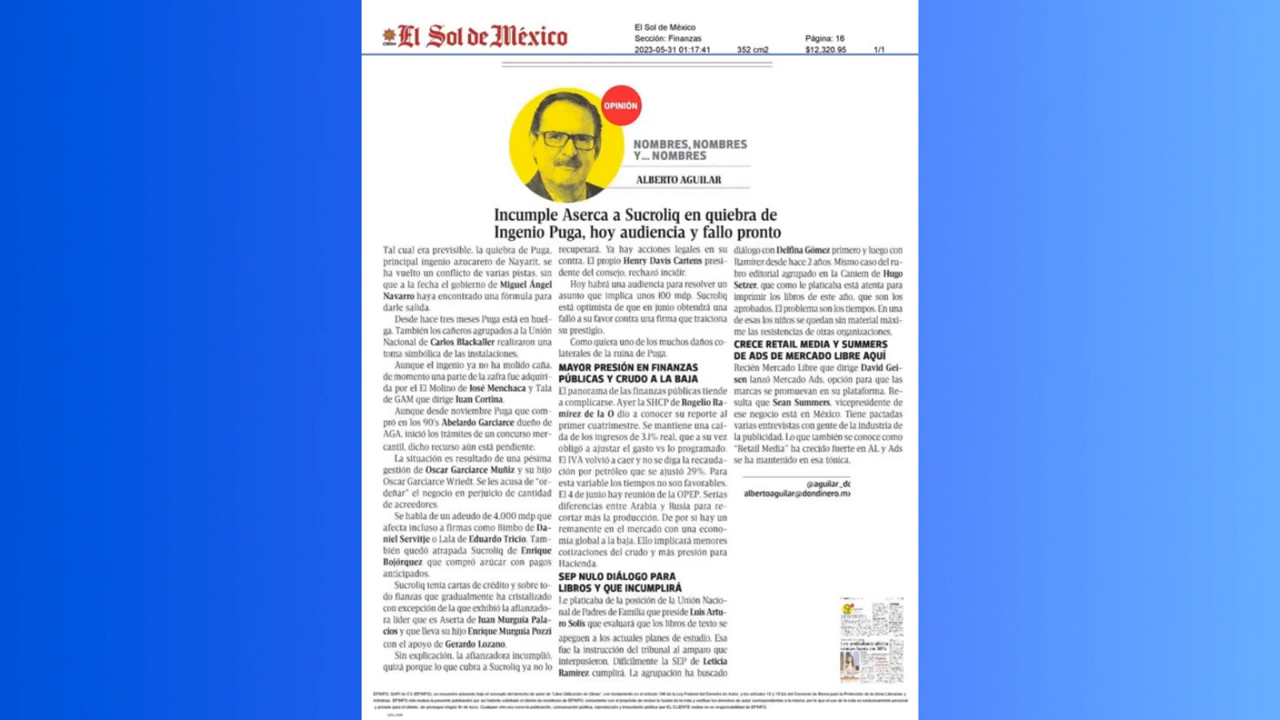 El Sol de México
El Sol de México
Sección: Finanzas
2023-05-31 01:17:41
352 cm2
Página: 16
$12,320.95
1/1
OPINIÓN
NOMBRES, NOMBRES
Y... NOMBRES
ALBERTO AGUILAR
Incumple Aserca a Sucroliq en quiebra de
Ingenio Puga, hoy audiencia y fallo pronto
Tal cual era previsible, la quiebra de Puga,
principal ingenio azucarero de Nayarit, se
ha vuelto un conflicto de varias pistas, sin
que a la fecha el gobierno de Miguel Ángel
Navarro haya encontrado una fórmula para
darle salida.
Desde hace tres meses Puga está en huel-
ga. También los cañeros agrupados a la Unión
Nacional de Carlos Blackaller realizaron una
toma simbólica de las instalaciones.
Aunque el ingenio ya no ha molido caña,
de momento una parte de la zafra fue adquiri-
da por el El Molino de José Menchaca y Tala
de GAM que dirige Juan Cortina.
Aunque desde noviembre Puga que com-
pró en los 90's Abelardo Garciarce dueño de
AGA, inició los trámites de un concurso mer-
cantil, dicho recurso aún está pendiente.
La situación es resultado de una pésima
gestión de Oscar Garciarce Muñiz y su hijo
Oscar Garciarce Wriedt. Se les acusa de "or-
deñar" el negocio en perjuicio de cantidad
de acreedores.
Se habla de un adeudo de 4,000 mdp que
afecta incluso a firmas como Bimbo de Da-
niel Servitje o Lala de Eduardo Tricio. Tam-
bién quedó atrapada Sucroliq de Enrique
Bojórquez que compró azúcar con pagos
anticipados.
Sucroliq tenía cartas de crédito y sobre to-
do fianzas que gradualmente ha cristalizado
con excepción de la que exhibió la afianzado-
ra líder que es Aserta de Juan Murguía Pala-
cios y que lleva su hijo Enrique Murguía Pozzi
con el apoyo de Gerardo Lozano.
Sin explicación, la afianzadora incumplió,
quizá porque lo que cubra a Sucroliq ya no lo
recuperará. Ya hay acciones legales en su
contra. El propio Henry Davis Cartens presi-
dente del consejo, rechazó incidir.
Hoy habrá una audiencia para resolver un
asunto que implica unos 100 mdp. Sucroliq
está optimista de que en junio obtendrá una
falló a su favor contra una firma que traiciona
su prestigio.
Como quiera uno de los muchos daños co-
laterales de la ruina de Puga.
MAYOR PRESIÓN EN FINANZAS
PÚBLICAS Y CRUDO A LA BAJA
El panorama de las finanzas públicas tiende
a complicarse. Ayer la SHCP de Rogelio Ra-
mírez de la O dio a conocer su reporte al
primer cuatrimestre. Se mantiene una caí-
da de los ingresos de 3.1% real, que a su vez
obligó a ajustar el gasto vs lo programado.
El IVA volvió a caer y no se diga la recauda-
ción por petróleo que se ajustó 29%. Para
esta variable los tiempos no son favorables.
El 4 de junio hay reunión de la OPEP. Serias
diferencias entre Arabia y Rusia para re-
cortar más la producción. De por si hay un
remanente en el mercado con una econo-
mía global a la baja. Ello implicará menores
cotizaciones del crudo y más presión para
Hacienda.
SEP NULO DIÁLOGO PARA
LIBROS Y QUE INCUMPLIRÁ
Le platicaba de la posición de la Unión Nacio-
nal de Padres de Familia que preside Luis Artu-
ro Solís que evaluará que los libros de texto se
apeguen a los actuales planes de estudio. Esa
fue la instrucción del tribunal al amparo que
interpusieron. Difícilmente la SEP de Leticia
Ramírez cumplirá. La agrupación ha buscado
diálogo con Delfina Gómez primero y luego con
Ramírez desde hace 2 años. Mismo caso del ru-
bro editorial agrupado en la Caniem de Hugo
Setzer, que como le platicaba está atenta para
imprimir los libros de este año, que son los
aprobados. El problema son los tiempos. En una
de esas los niños se quedan sin material máxi-
me las resistencias de otras organizaciones.
CRECE RETAIL MEDIA Y SUMMERS
DE ADS DE MERCADO LIBRE AQUÍ
Recién Mercado Libre que dirige David Gei-
sen lanzó Mercado Ads, opción para que las
marcas se promuevan en su plataforma. Re-
sulta que Sean Summers, vicepresidente de
ese negocio está en México. Tiene pactadas
varias entrevistas con gente de la industria de
la publicidad. Lo que también se conoce como
"Retail Media" ha crecido fuerte en AL y Ads
se ha mantenido en esa tónica.
@aguilar_dd
albertoaguilar@dondinero.mx